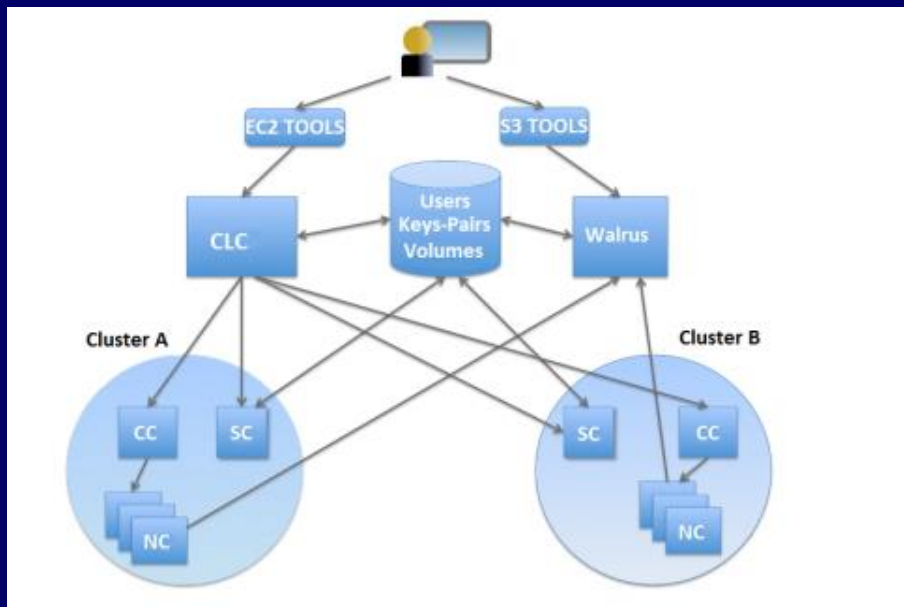 EC2 TOOLS
S3 TOOLS
CLC
Users
Keys-Pairs
Volumes
Walrus
Cluster A
Cluster B
CC
SC
SC
CC
NC
NC